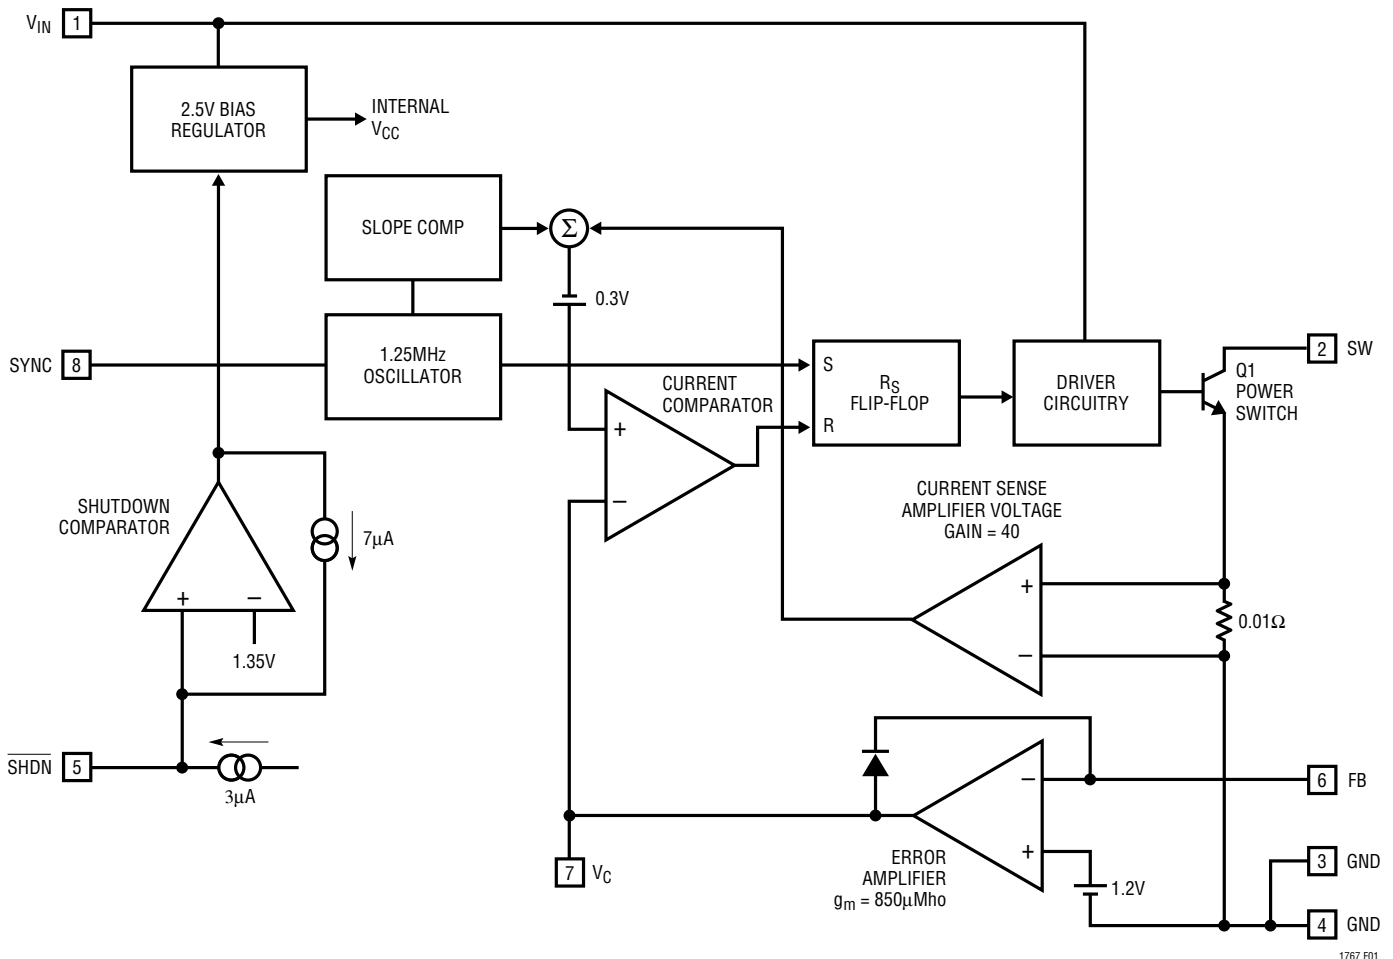 VIN 1
2.5V BIAS
REGULATOR
INTERNAL
VCC
SLOPE COMP
Σ
0.3V
SYNC 8
1.25MHz
OSCILLATOR
CURRENT
COMPARATOR
+
−
S
R
RS
FLIP-FLOP
DRIVER
CIRCUITRY
2 SW
Q1
POWER
SWITCH
SHUTDOWN
COMPARATOR
+
−
1.35V
7µA
CURRENT SENSE
AMPLIFIER VOLTAGE
GAIN = 40
+
−
0.01Ω
SHDN 5
3µA
7 VC
−
+
ERROR
AMPLIFIER
gm = 850µMho
1.2V
6 FB
3 GND
4 GND
1767 F01